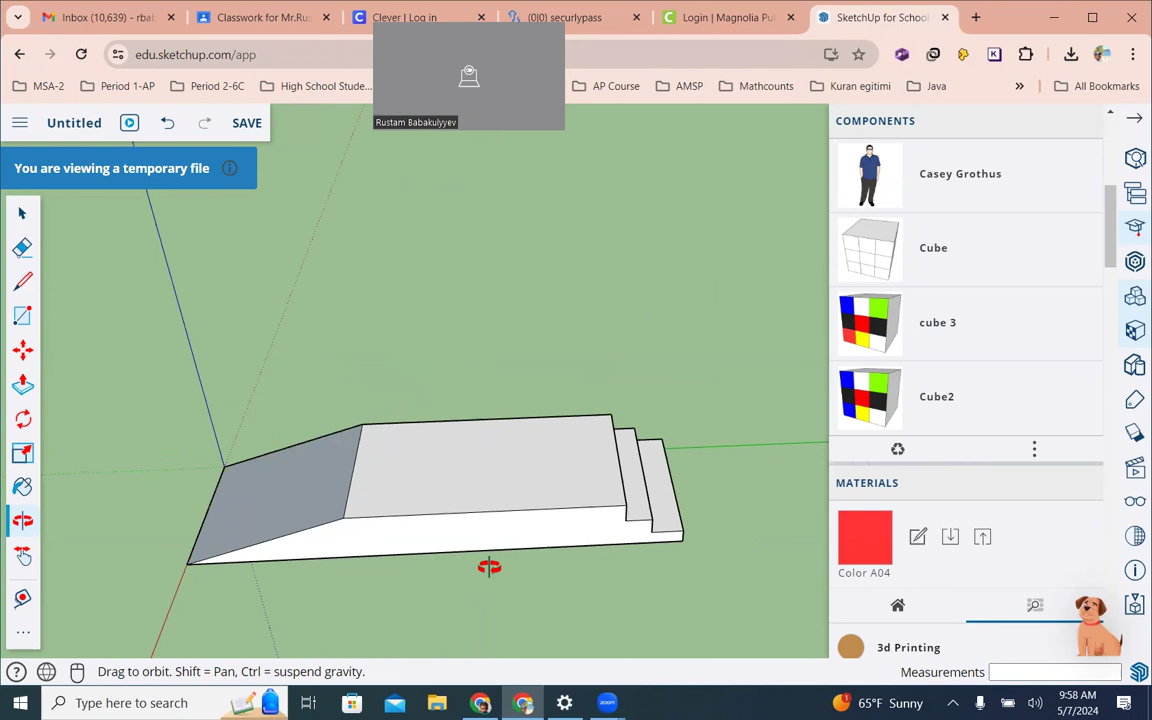 Inbox (10,639) - rbab
Classwork for Mr.Rus
Clever | Log in
(0|0) securlypass
Login | Magnolia Pu
SketchUp for School
edu.sketchup.com/app
MSA-2
Period 1-AP
Period 2-6C
High School Stude...
AP Course
AMSP
Mathcounts
Kuran egitimi
Java
All Bookmarks
Rustam Babakulyyev
Untitled
SAVE
You are viewing a temporary file
COMPONENTS
Casey Grothus
Cube
cube 3
Cube2
MATERIALS
Color A04
3d Printing
Drag to orbit. Shift = Pan, Ctrl = suspend gravity.
Measurements
Type here to search
65°F Sunny
9:58 AM
5/7/2024